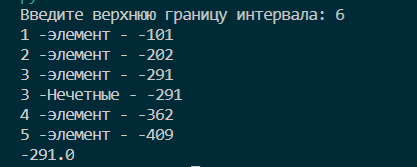 Введите верхнюю границу интервала: 6
1 -элемент - -101
2 -элемент - -202
3 -элемент - -291
3 -Нечетные - -291
4 -элемент - -362
5 -элемент - -409
-291.0